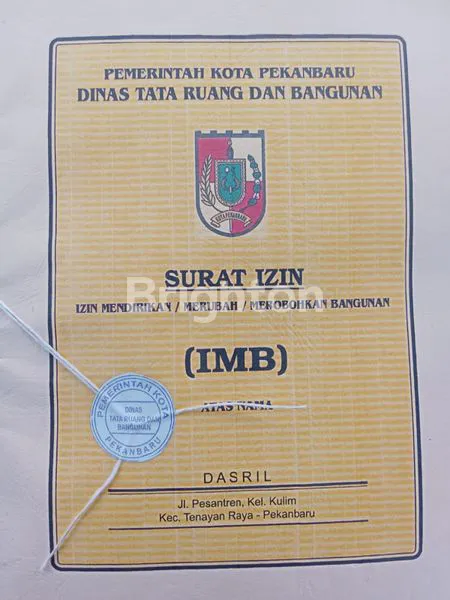 PEMERINTAH KOTA PEKANBARU
DINAS TATA RUANG DAN BANGUNAN
KOTA PEKANBARU
SURAT IZIN
Brighton
IZIN MENDIRIKAN / MERUBAH / MEROBOHKAN BANGUNAN
(IMB)
ATAS NAMA
PEMERINTAH KOTA
DINAS
TATA RUANG DAN
BANGUNAN
PEKANBARU
DASRIL
Jl. Pesantren, Kel. Kulim
Kec. Tenayan Raya - Pekanbaru